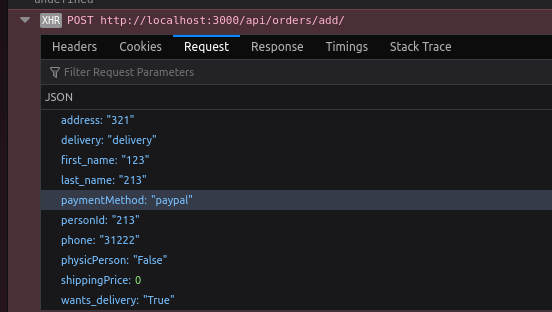 undefined
XHR POST http://localhost:3000/api/orders/add/
Headers Cookies Request Response Timings Stack Trace
Filter Request Parameters
JSON
address: "321"
delivery: "delivery"
first_name: "123"
last_name: "213"
paymentMethod: "paypal"
personId: "213"
phone: "31222"
physicPerson: "False"
shippingPrice: 0
wants_delivery: "True"